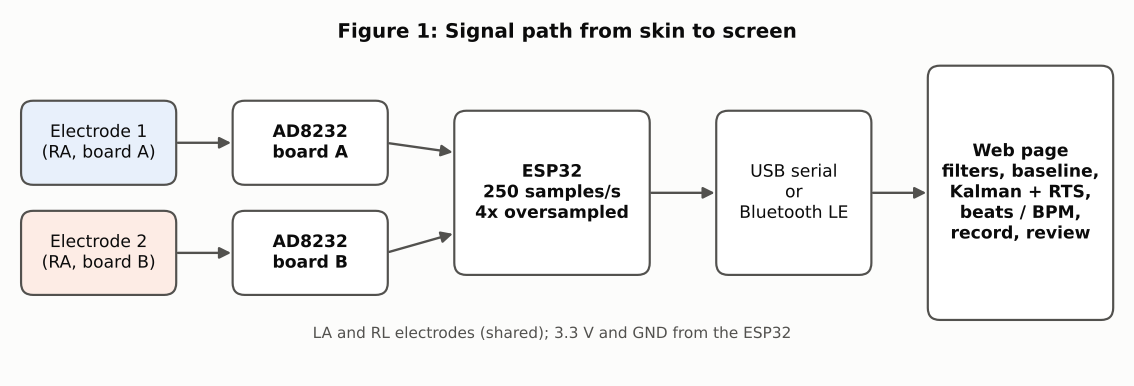 Figure 1: Signal path from skin to screen
Electrode 1
(RA, board A)
AD8232
board A
Electrode 2
(RA, board B)
AD8232
board B
ESP32
250 samples/s
4x oversampled
USB serial
or
Bluetooth LE
Web page
filters, baseline,
Kalman + RTS,
beats / BPM,
record, review
LA and RL electrodes (shared); 3.3 V and GND from the ESP32